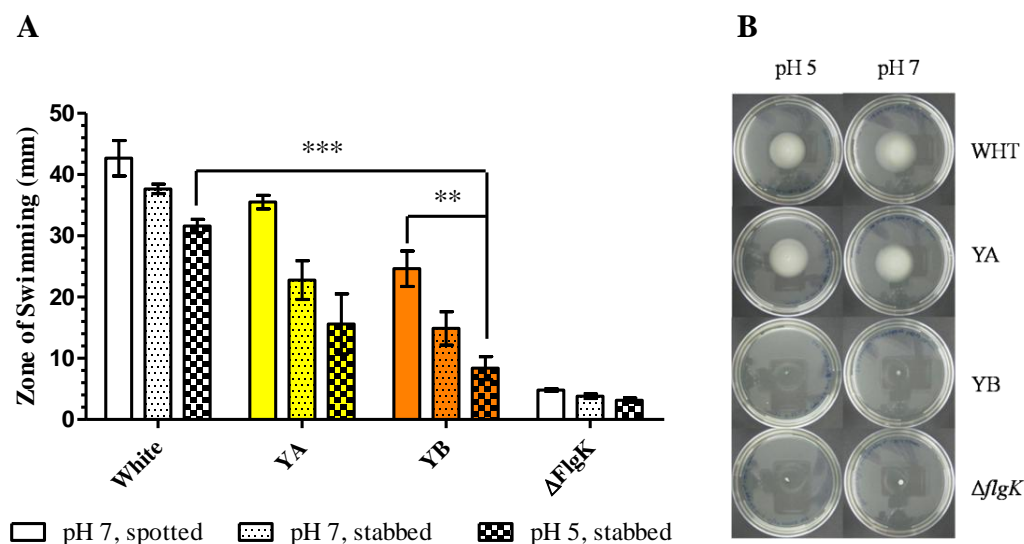 A
B
pH 5 pH 7
Zone of Swimming (mm)
50
40
30
20
10
0
***
**
White YA YB ΔFlgK
pH 7, spotted pH 7, stabbed pH 5, stabbed
WHT
YA
YB
ΔflgK